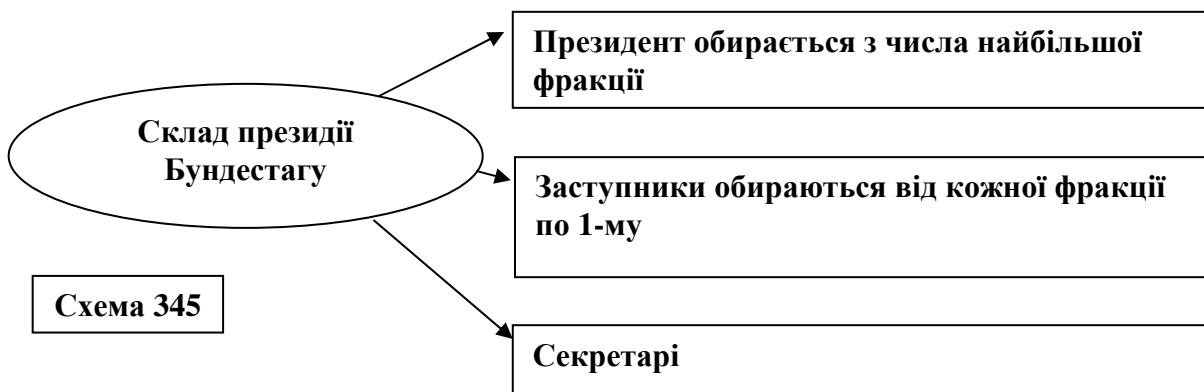 Президент обирається з числа найбільшої
фракції
Склад президії
Бундестагу
Заступники обираються від кожної фракції
по 1-му
Схема 345
Секретарі